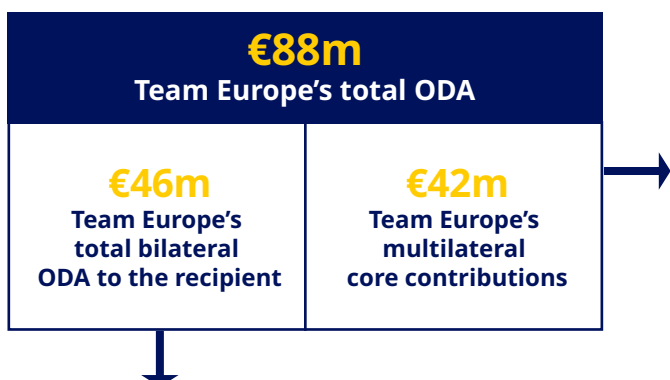 €88m
Team Europe’s total ODA
€46m
Team Europe’s
total bilateral
ODA to the recipient
€42m
Team Europe’s
multilateral
core contributions